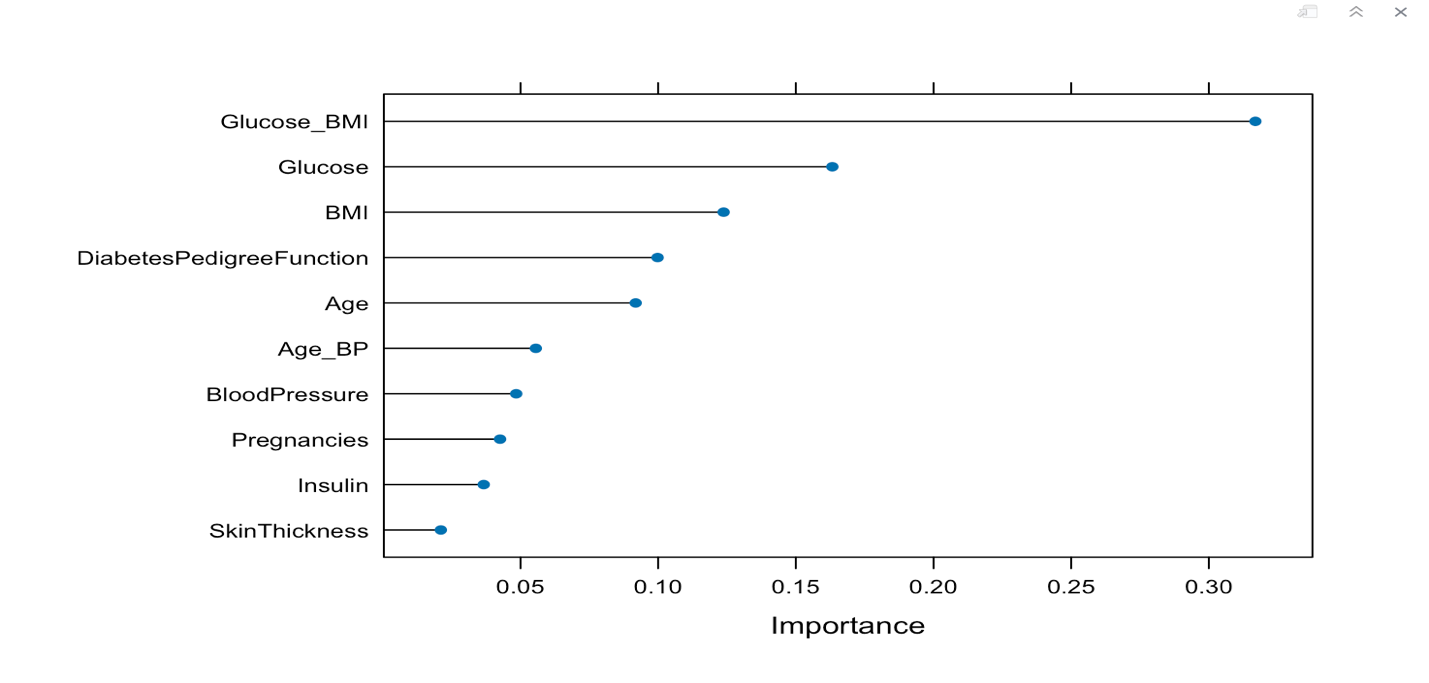 Glucose_BMI
Glucose
BMI
DiabetesPedigreeFunction
Age
Age_BP
BloodPressure
Pregnancies
Insulin
SkinThickness
0.05 0.10 0.15 0.20 0.25 0.30
Importance